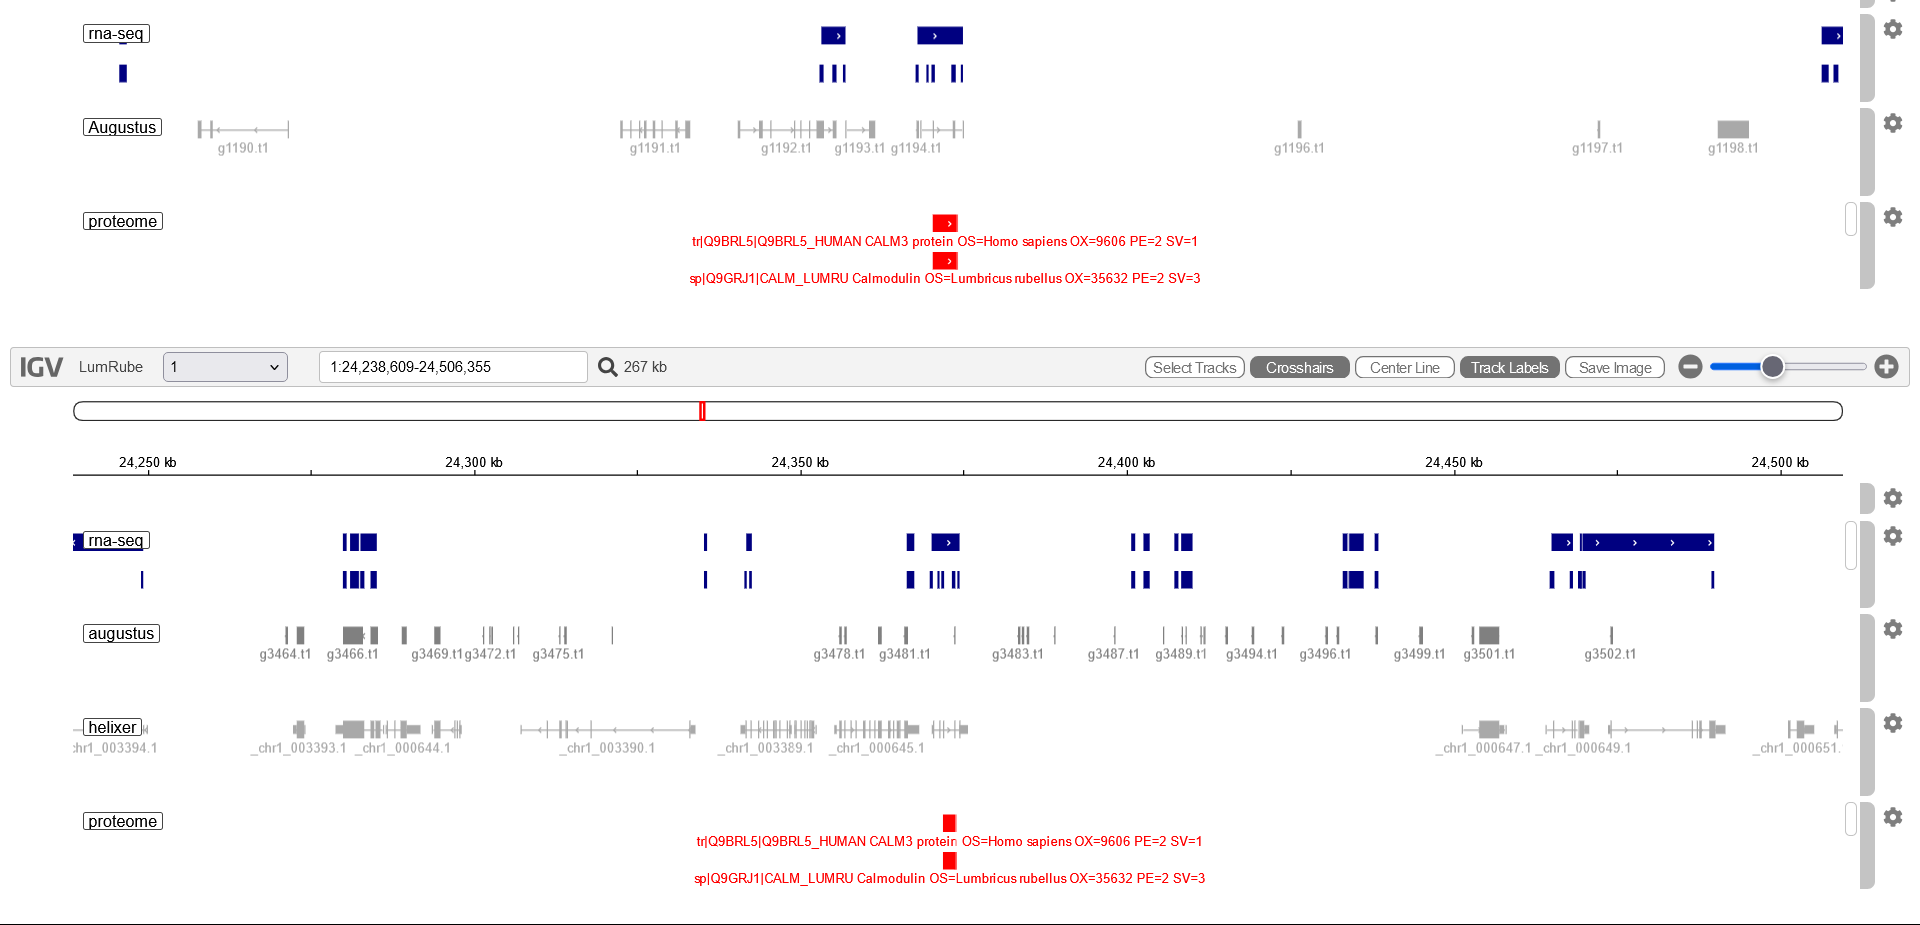 rna-seq
Augustus
g1190.t1 g1191.t1 g1192.t1 g1193.t1 g1194.t1 g1196.t1 g1197.t1 g1198.t1
proteome
tr|Q9BRL5|Q9BRL5_HUMAN CALM3 protein OS=Homo sapiens OX=9606 PE=2 SV=1
sp|Q9GRJ1|CALM_LUMRU Calmodulin OS=Lumbricus rubellus OX=35632 PE=2 SV=3
IGV LumRube 1 1:24,238,609-24,506,355 267 kb Select Tracks Crosshairs Center Line Track Labels Save Image
24,250 kb 24,300 kb 24,350 kb 24,400 kb 24,450 kb 24,500 kb
rna-seq
augustus
g3464.t1 g3466.t1 g3469.t1 g3472.t1 g3475.t1 g3478.t1 g3481.t1 g3483.t1 g3487.t1 g3489.t1 g3494.t1 g3496.t1 g3499.t1 g3501.t1 g3502.t1
helixer
chr1_003394.1 _chr1_003393.1 _chr1_000644.1 _chr1_003390.1 _chr1_003389.1 _chr1_000645.1 _chr1_000647.1 _chr1_000649.1 _chr1_000651.
proteome
tr|Q9BRL5|Q9BRL5_HUMAN CALM3 protein OS=Homo sapiens OX=9606 PE=2 SV=1
sp|Q9GRJ1|CALM_LUMRU Calmodulin OS=Lumbricus rubellus OX=35632 PE=2 SV=3